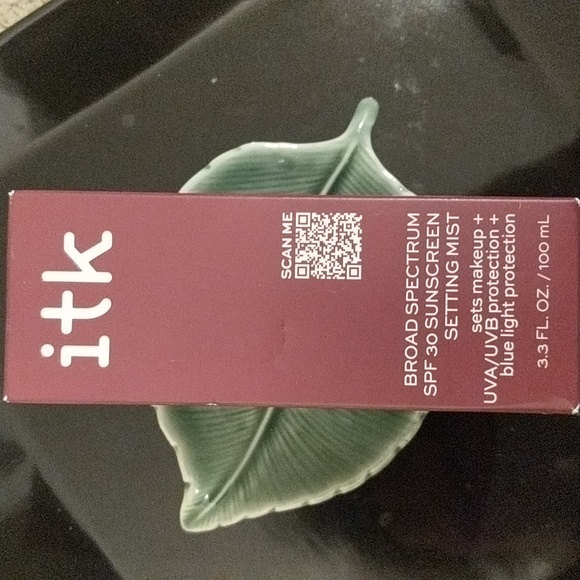 itk
SCAN ME
BROAD SPECTRUM
SPF 30 SUNSCREEN
SETTING MIST
sets makeup +
UVA/UVB protection +
blue light protection
3.3 FL. OZ. / 100 mL